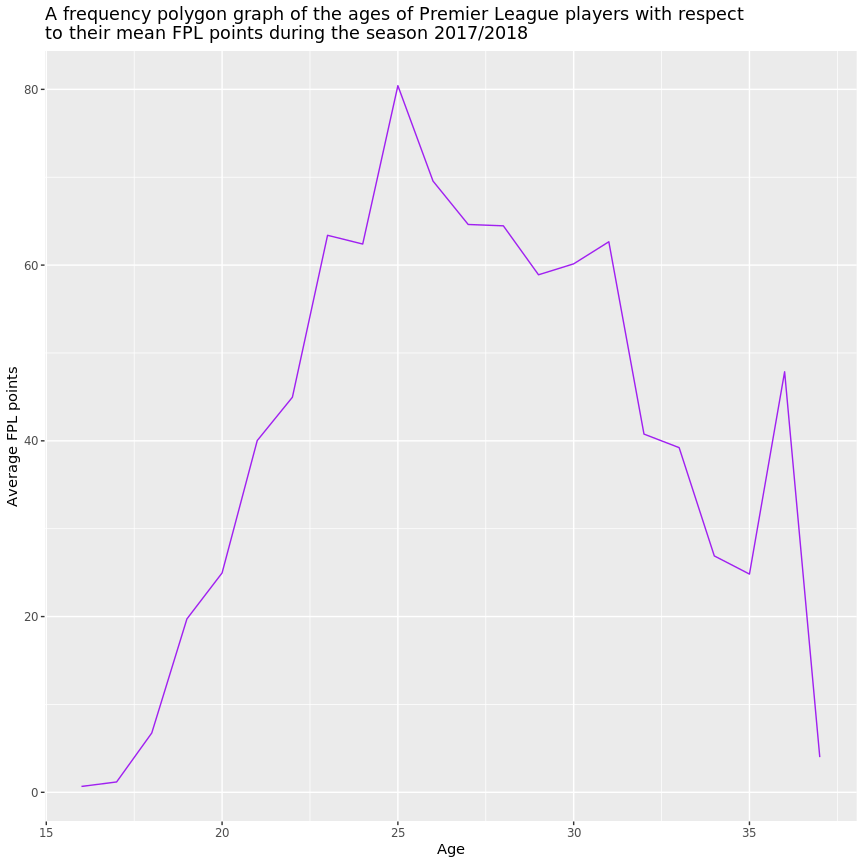 A frequency polygon graph of the ages of Premier League players with respect
to their mean FPL points during the season 2017/2018
80
60
40
20
0
Average FPL points
15
20
25
30
35
Age